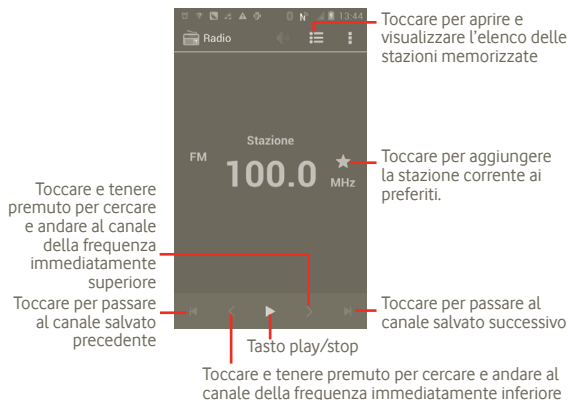 13:44
Radio
Toccare per aprire e
visualizzare l'elenco delle
stazioni memorizzate
Stazione
FM
100.0
MHz
Toccare per aggiungere
la stazione corrente ai
preferiti.
Toccare e tenere
premuto per cercare
e andare al canale
della frequenza
immediatamente
superiore
Toccare per passare
al canale salvato
precedente
Toccare per passare al
canale salvato successivo
Tasto play/stop
Toccare e tenere premuto per cercare e andare al
canale della frequenza immediatamente inferiore